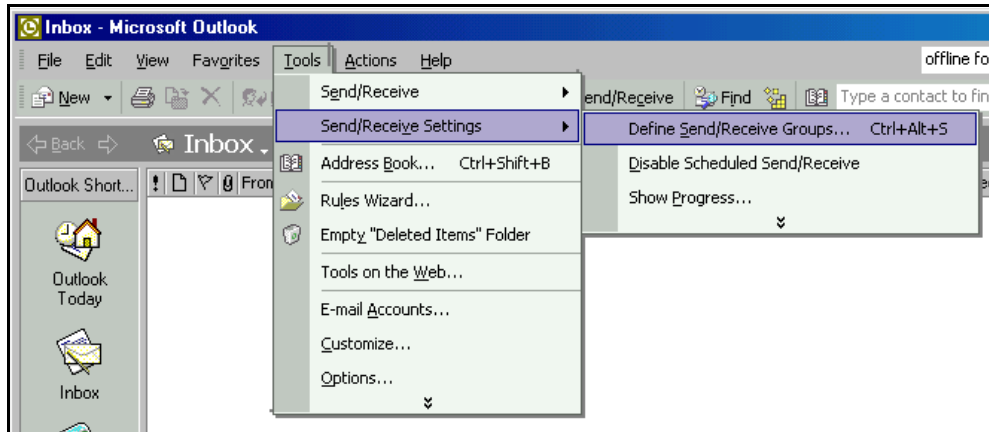 Inbox - Microsoft Outlook
File Edit View Favorites Tools Actions Help offline fo
New end/Receive Find Type a contact to fin
Back Inbox
Outlook Short... ! From
Send/Receive
Send/Receive Settings
Address Book... Ctrl+Shift+B
Rules Wizard...
Empty "Deleted Items" Folder
Tools on the Web...
E-mail Accounts...
Customize...
Options...
Define Send/Receive Groups... Ctrl+Alt+S
Disable Scheduled Send/Receive
Show Progress...
Outlook
Today
Inbox